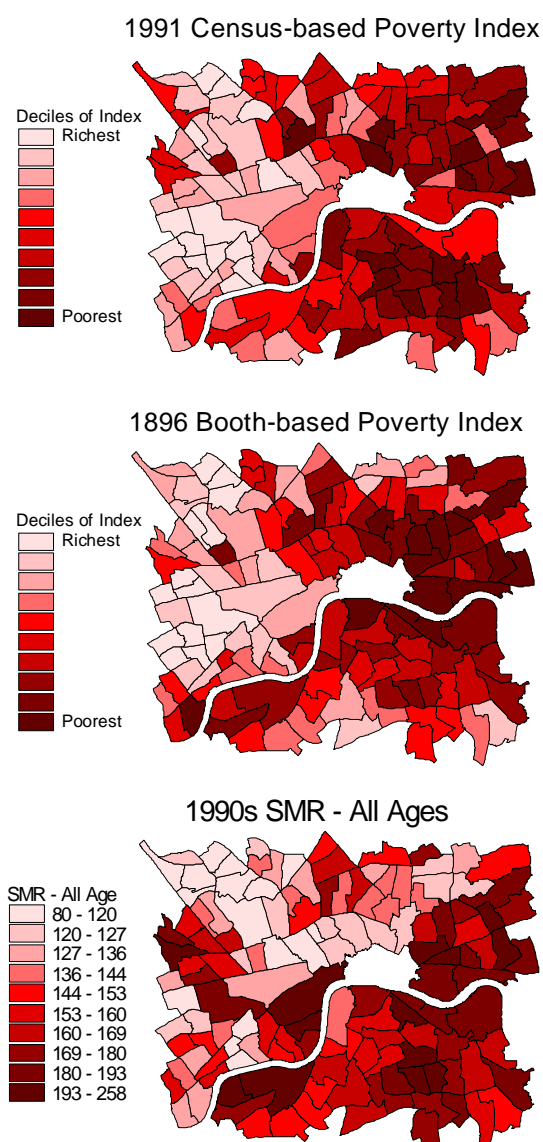 1991 Census-based Poverty Index
Deciles of Index
Richest
Poorest
1896 Booth-based Poverty Index
Deciles of Index
Richest
Poorest
1990s SMR - All Ages
SMR - All Age
80 - 120
120 - 127
127 - 136
136 - 144
144 - 153
153 - 160
160 - 169
169 - 180
180 - 193
193 - 258